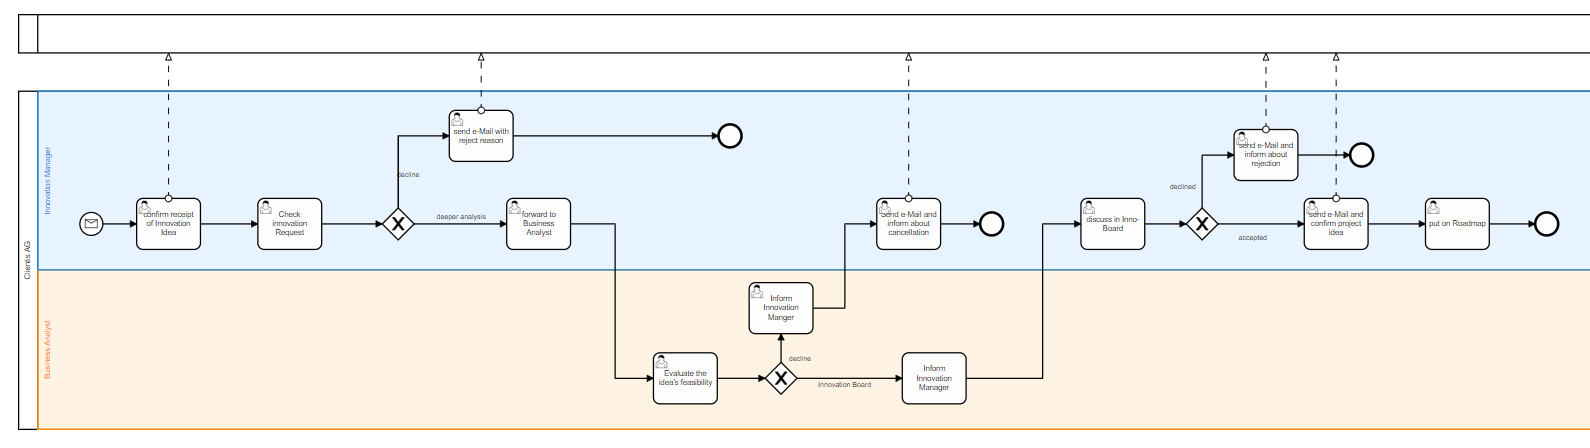 Clientis AG
Innovation Manager
Business Analyst
confirm receipt
of Innovation
Idea
Check
innovation
Request
decline
deeper analysis
send e-Mail with
reject reason
forward to
Business
Analyst
Evaluate the
idea's feasibility
decline
Innovation Board
Inform
Innovation
Manger
Inform
Innovation
Manager
Send e-Mail and
inform about
cancellation
discuss in Inno-
Board
declined
accepted
send e-Mail and
inform about
rejection
send e-Mail and
confirm project
idea
put on Roadmap